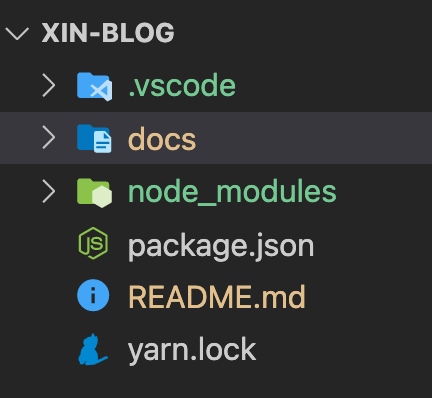 XIN-BLOG
.vscode
docs
node_modules
package.json
README.md
yarn.lock